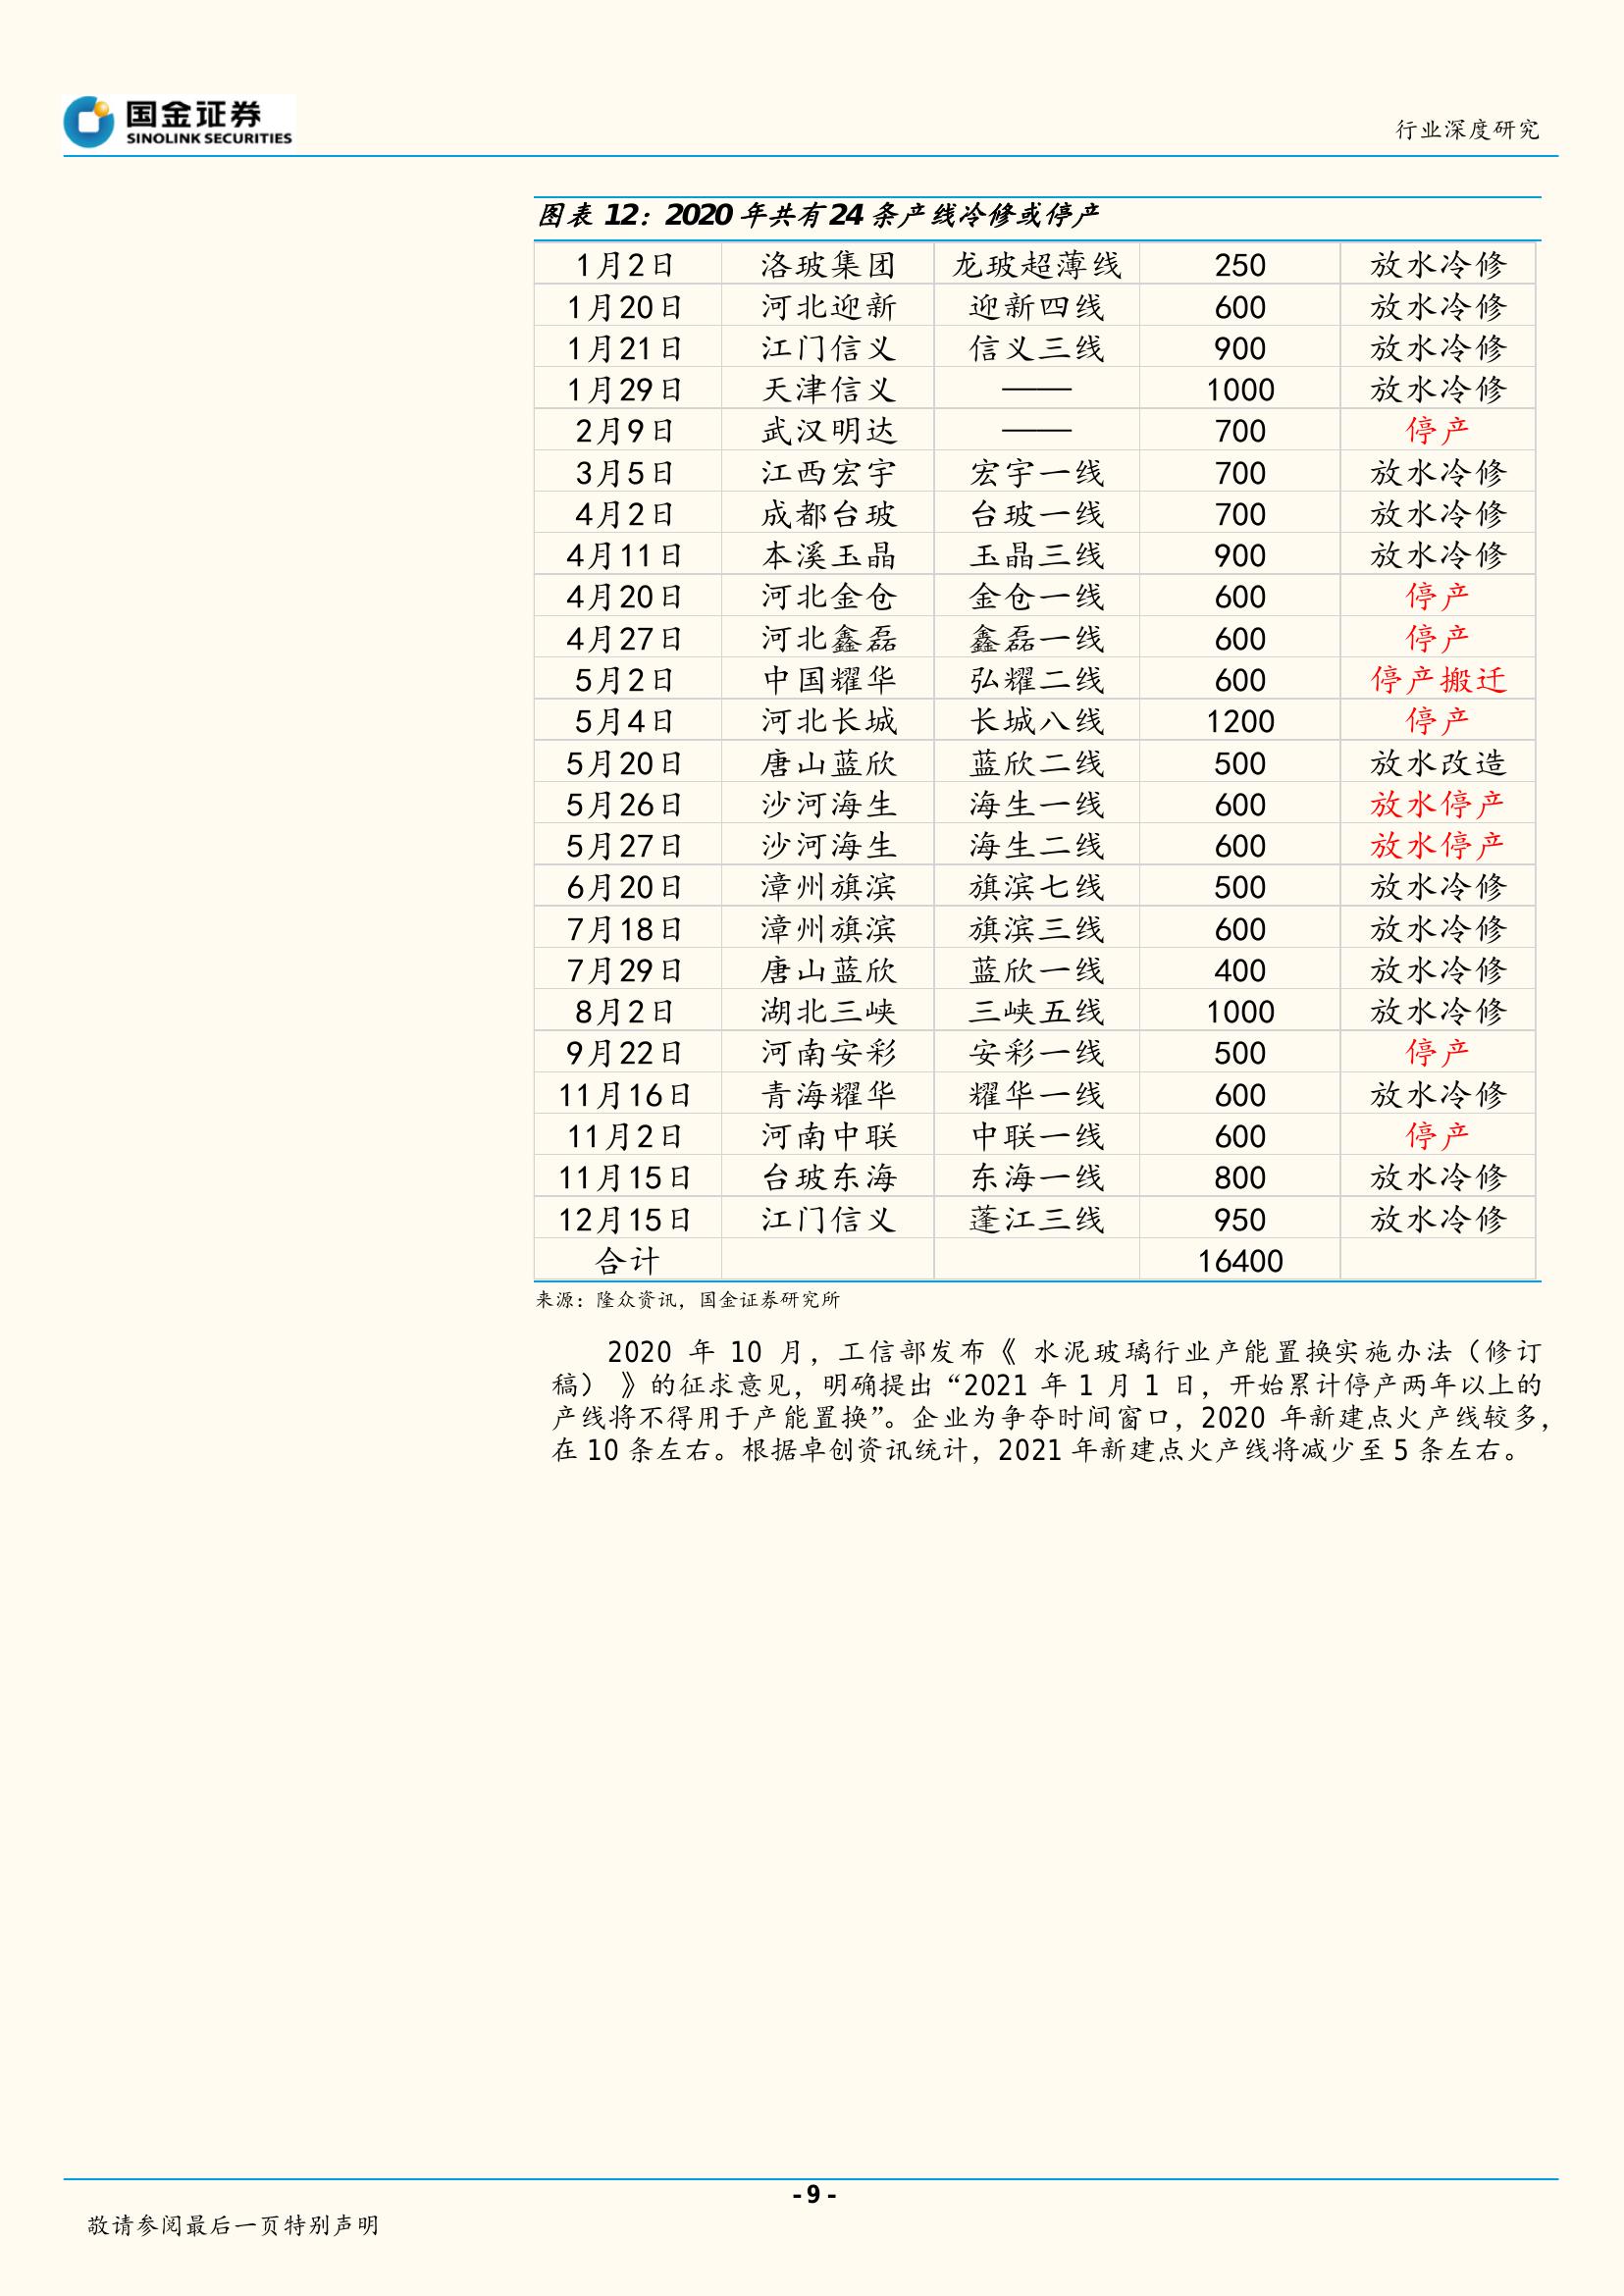 国金证券
SINOLINK SECURITIES
行业深度研究
图表 12：2020 年共有 24 条产线冷修或停产
1月2日 洛玻集团 龙玻超薄线 250 放水冷修
1月20日 河北迎新 迎新四线 600 放水冷修
1月21日 江门信义 信义三线 900 放水冷修
1月29日 天津信义 —— 1000 放水冷修
2月9日 武汉明达 —— 700 停产
3月5日 江西宏宇 宏宇一线 700 放水冷修
4月2日 成都台玻 台玻一线 700 放水冷修
4月11日 本溪玉晶 玉晶三线 900 放水冷修
4月20日 河北金仓 金仓一线 600 停产
4月27日 河北鑫磊 鑫磊一线 600 停产
5月2日 中国耀华 弘耀二线 600 停产搬迁
5月4日 河北长城 长城八线 1200 停产
5月20日 唐山蓝欣 蓝欣二线 500 放水改造
5月26日 沙河海生 海生一线 600 放水停产
5月27日 沙河海生 海生二线 600 放水停产
6月20日 漳州旗滨 旗滨七线 500 放水冷修
7月18日 漳州旗滨 旗滨三线 600 放水冷修
7月29日 唐山蓝欣 蓝欣一线 400 放水冷修
8月2日 湖北三峡 三峡五线 1000 放水冷修
9月22日 河南安彩 安彩一线 500 停产
11月16日 青海耀华 耀华一线 600 放水冷修
11月2日 河南中联 中联一线 600 停产
11月15日 台玻东海 东海一线 800 放水冷修
12月15日 江门信义 蓬江三线 950 放水冷修
合计 16400
来源：隆众资讯，国金证券研究所
2020 年 10 月，工信部发布《 水泥玻璃行业产能置换实施办法（修订
稿） 》的征求意见，明确提出“2021 年 1 月 1 日，开始累计停产两年以上的
产线将不得用于产能置换”。企业为争夺时间窗口，2020 年新建点火产线较多，
在 10 条左右。根据卓创资讯统计，2021 年新建点火产线将减少至 5 条左右。
- 9 -
敬请参阅最后一页特别声明